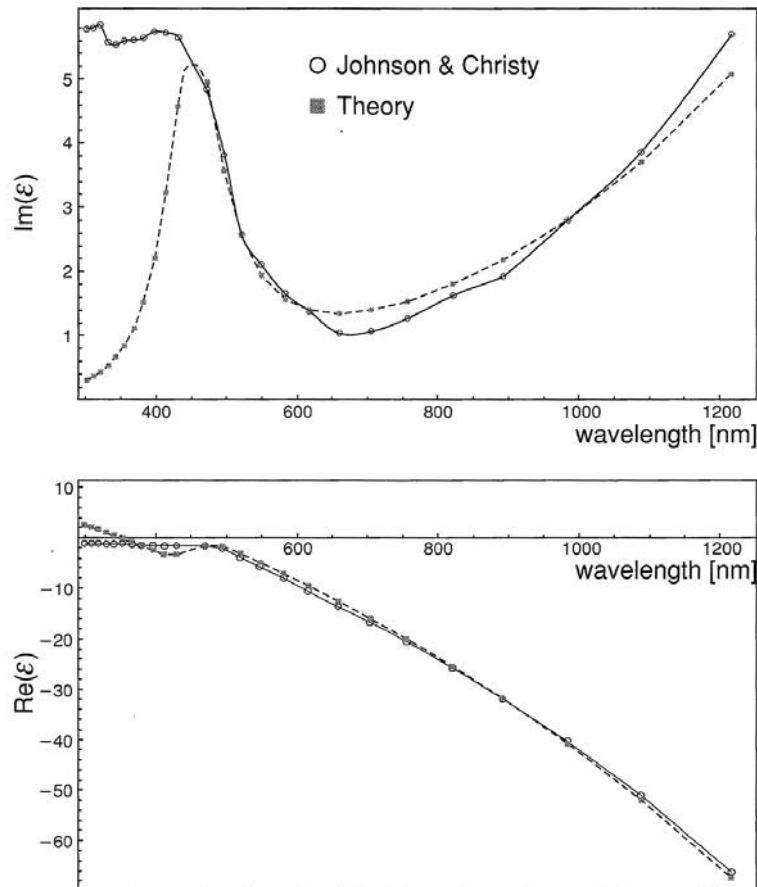 5
4
3
2
1
Im(ε)
○ Johnson & Christy
Theory
400 600 800 1000 1200
wavelength [nm]
10
−10
−20
−30
−40
−50
−60
Re(ε)
600 800 1000 1200
wavelength [nm]